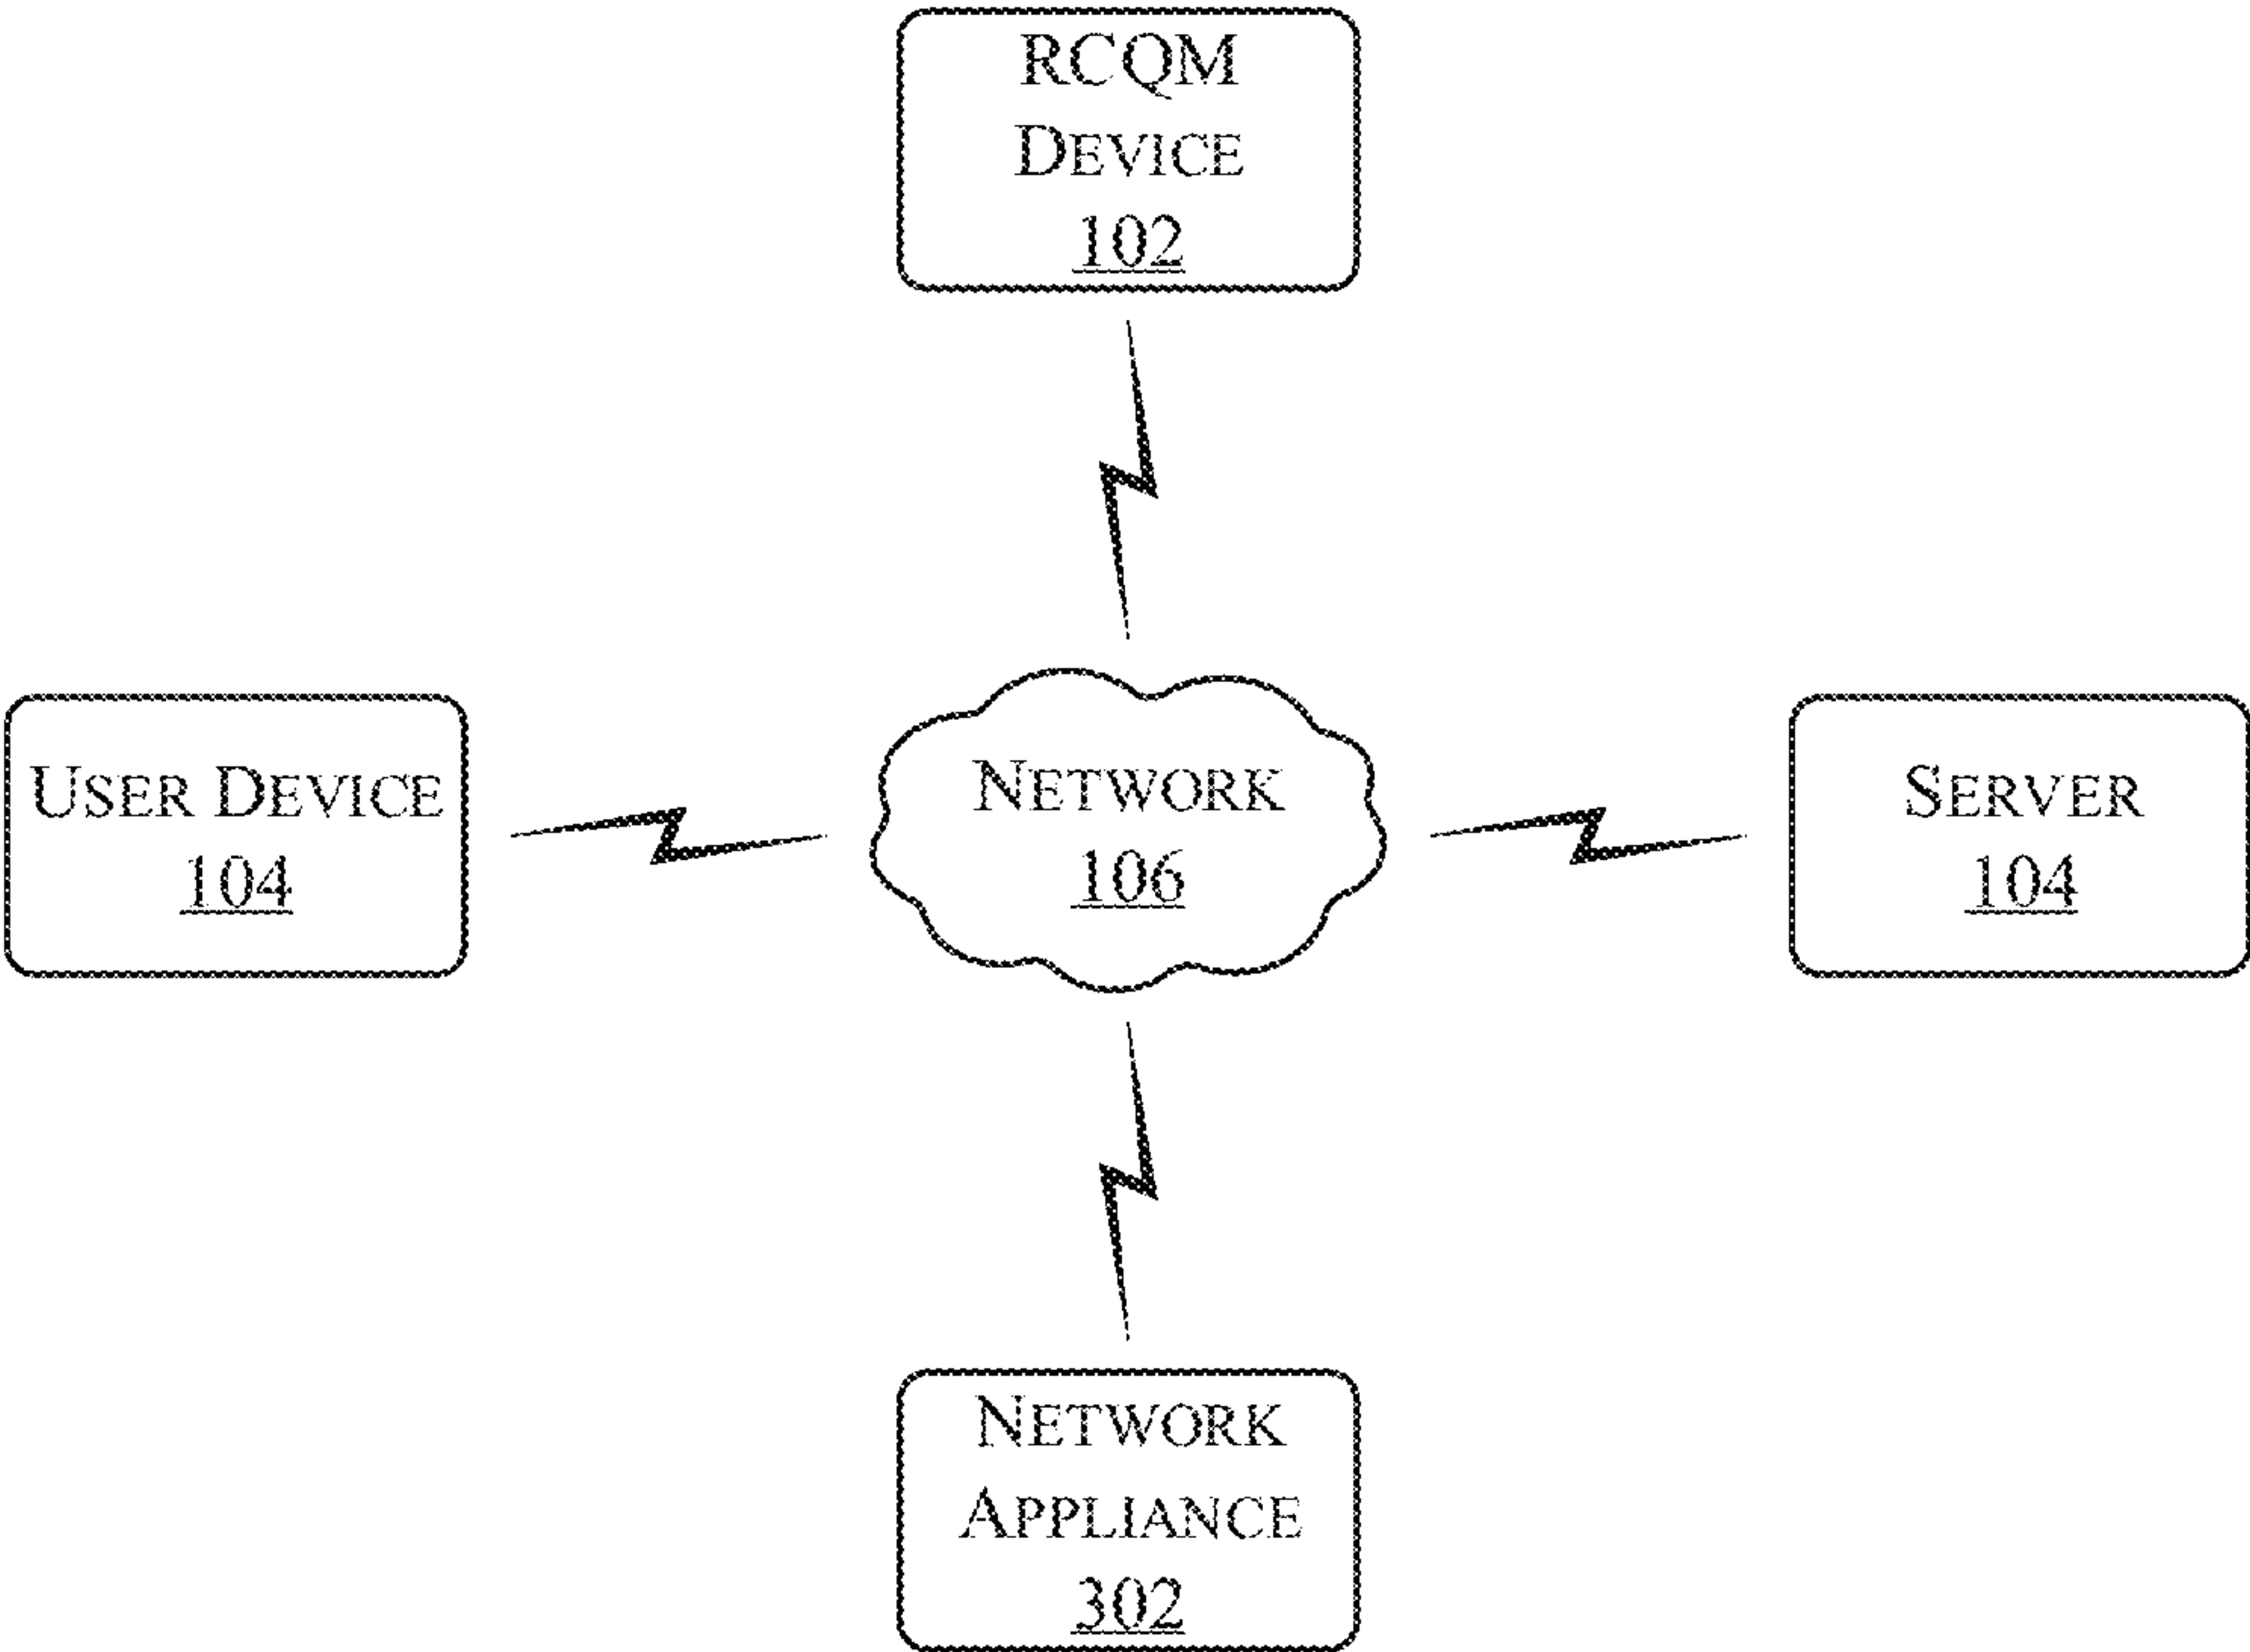 RCQM
DEVICE
102
USER DEVICE
104
NETWORK
106
SERVER
104
NETWORK
APPLIANCE
302